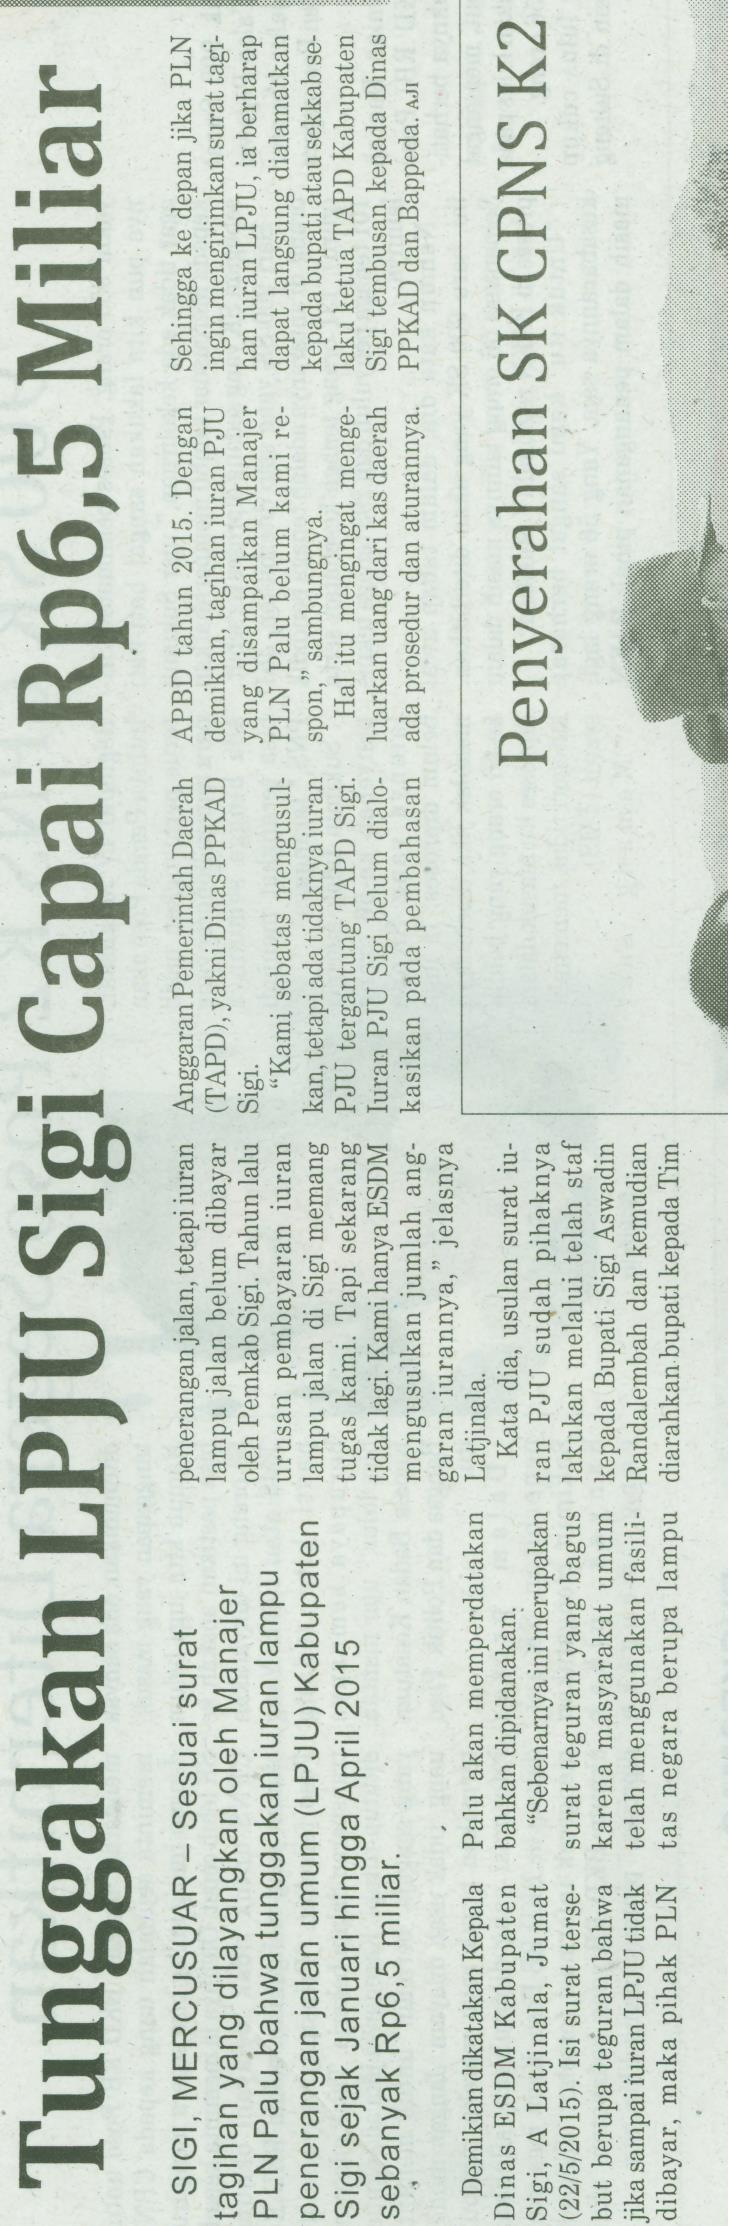 Tunggakan LPJU Sigi Capai Rp6,5 Miliar
SIGI, MERCUSUAR – Sesuai surat
tagihan yang dilayangkan oleh Manajer
PLN Palu bahwa tunggakan iuran lampu
penerangan jalan umum (LPJU) Kabupaten
Sigi sejak Januari hingga April 2015
sebanyak Rp6,5 miliar.
Demikian dikatakan Kepala
Dinas ESDM Kabupaten
Sigi, A Latjinala, Jumat
(22/5/2015). Isi surat terse-
but berupa teguran bahwa
jika sampai iuran LPJU tidak
dibayar, maka pihak PLN
Palu akan memperdatakan
bahkan dipidanakan.
“Sebenarnya ini merupakan
surat teguran yang bagus
karena masyarakat umum
telah menggunakan fasili-
tas negara berupa lampu
penerangan jalan, tetapi iuran
lampu jalan belum dibayar
oleh Pemkab Sigi. Tahun lalu
urusan pembayaran iuran
lampu jalan di Sigi memang
tugas kami. Tapi sekarang
tidak lagi. Kami hanya ESDM
mengusulkan jumlah ang-
garan iurannya,” jelasnya
Latjinala.
Kata dia, usulan surat iu-
ran PJU sudah pihaknya
lakukan melalui telah staf
kepada Bupati Sigi Aswadin
Randalembah dan kemudian
diarahkan bupati kepada Tim
Anggaran Pemerintah Daerah
(TAPD), yakni Dinas PPKAD
Sigi.
“Kami sebatas mengusul-
kan, tetapi ada tidaknya iuran
PJU tergantung TAPD Sigi.
Iuran PJU Sigi belum dialo-
kasikan pada pembahasan
APBD tahun 2015. Dengan
demikian, tagihan iuran PJU
yang disampaikan Manajer
PLN Palu belum kami re-
spon,” sambungnya.
Hal itu mengingat menge-
luarkan uang dari kas daerah
ada prosedur dan aturannya.
Sehingga ke depan jika PLN
ingin mengirimkan surat tagi-
han iuran LPJU, ia berharap
dapat langsung dialamatkan
kepada bupati atau sekkab se-
laku ketua TAPD Kabupaten
Sigi tembusan kepada Dinas
PPKAD dan Bappeda. AJI
Penyerahan SK CPNS K2